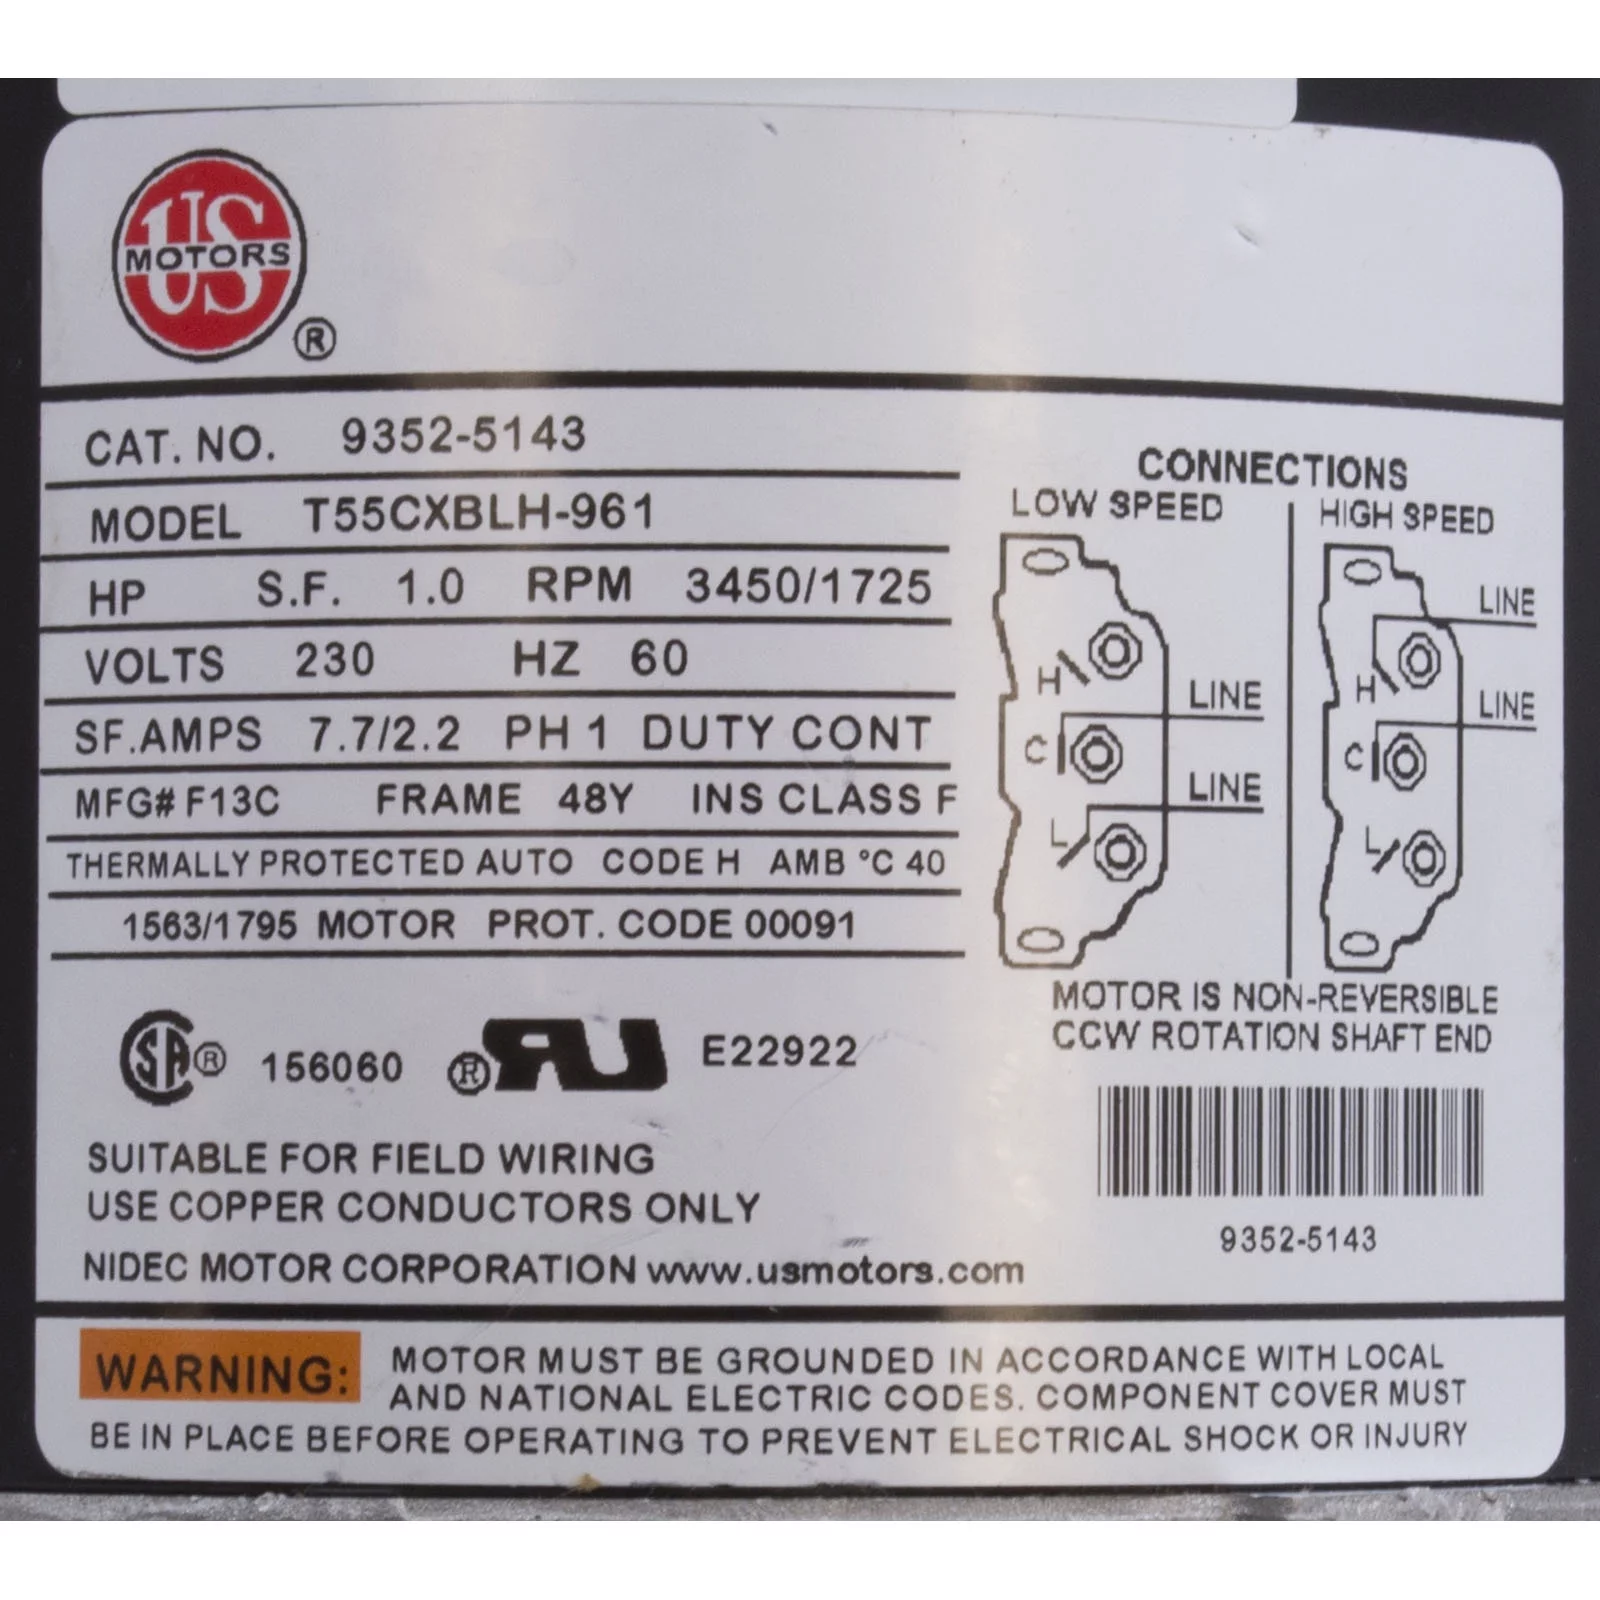 US
MOTORS
®
CAT. NO. 9352-5143
MODEL T55CXBLH-961
HP S.F. 1.0 RPM 3450/1725
VOLTS 230 HZ 60
SF.AMPS 7.7/2.2 PH 1 DUTY CONT
MFG# F13C FRAME 48Y INS CLASS F
THERMALLY PROTECTED AUTO CODE H AMB °C 40
1563/1795 MOTOR PROT. CODE 00091
CONNECTIONS
LOW SPEED
H
LINE
C
LINE
L
HIGH SPEED
LINE
H
LINE
C
L
MOTOR IS NON-REVERSIBLE
CCW ROTATION SHAFT END
9352-5143
SA ® 156060 ® RU E22922
SUITABLE FOR FIELD WIRING
USE COPPER CONDUCTORS ONLY
NIDEC MOTOR CORPORATION www.usmotors.com
WARNING: MOTOR MUST BE GROUNDED IN ACCORDANCE WITH LOCAL
AND NATIONAL ELECTRIC CODES. COMPONENT COVER MUST
BE IN PLACE BEFORE OPERATING TO PREVENT ELECTRICAL SHOCK OR INJURY